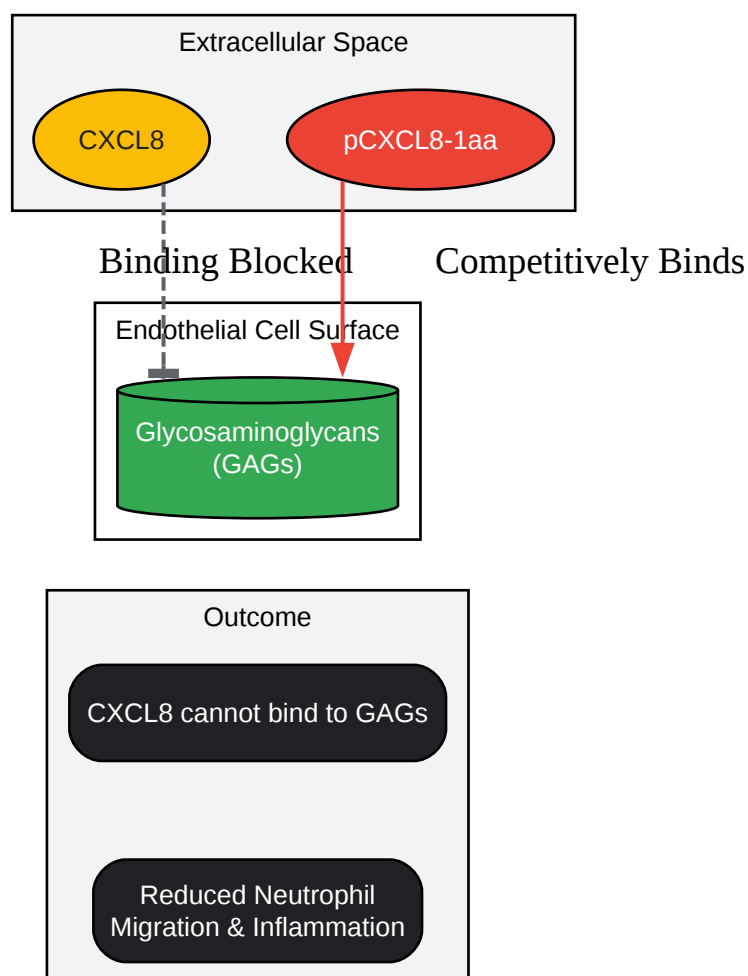 Extracellular Space
CXCL8
pCXCL8-1aa
Binding Blocked
Competitively Binds
Endothelial Cell Surface
Glycosaminoglycans
(GAGs)
Outcome
CXCL8 cannot bind to GAGs
Reduced Neutrophil
Migration & Inflammation